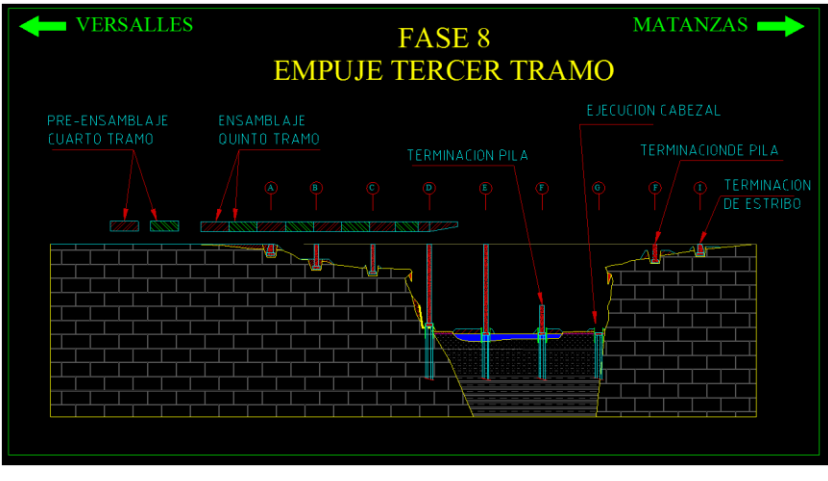 VERSALLES
MATANZAS
FASE 8
EMPUJE TERCER TRAMO
PRE-ENSAMBLAJE
CUARTO TRAMO
ENSAMBLAJE
QUINTO TRAMO
TERMINACION PILA
EJECUCION CABEZAL
TERMINACIONDE PILA
TERMINACION
DE ESTRIBO
A B C D E F G F I